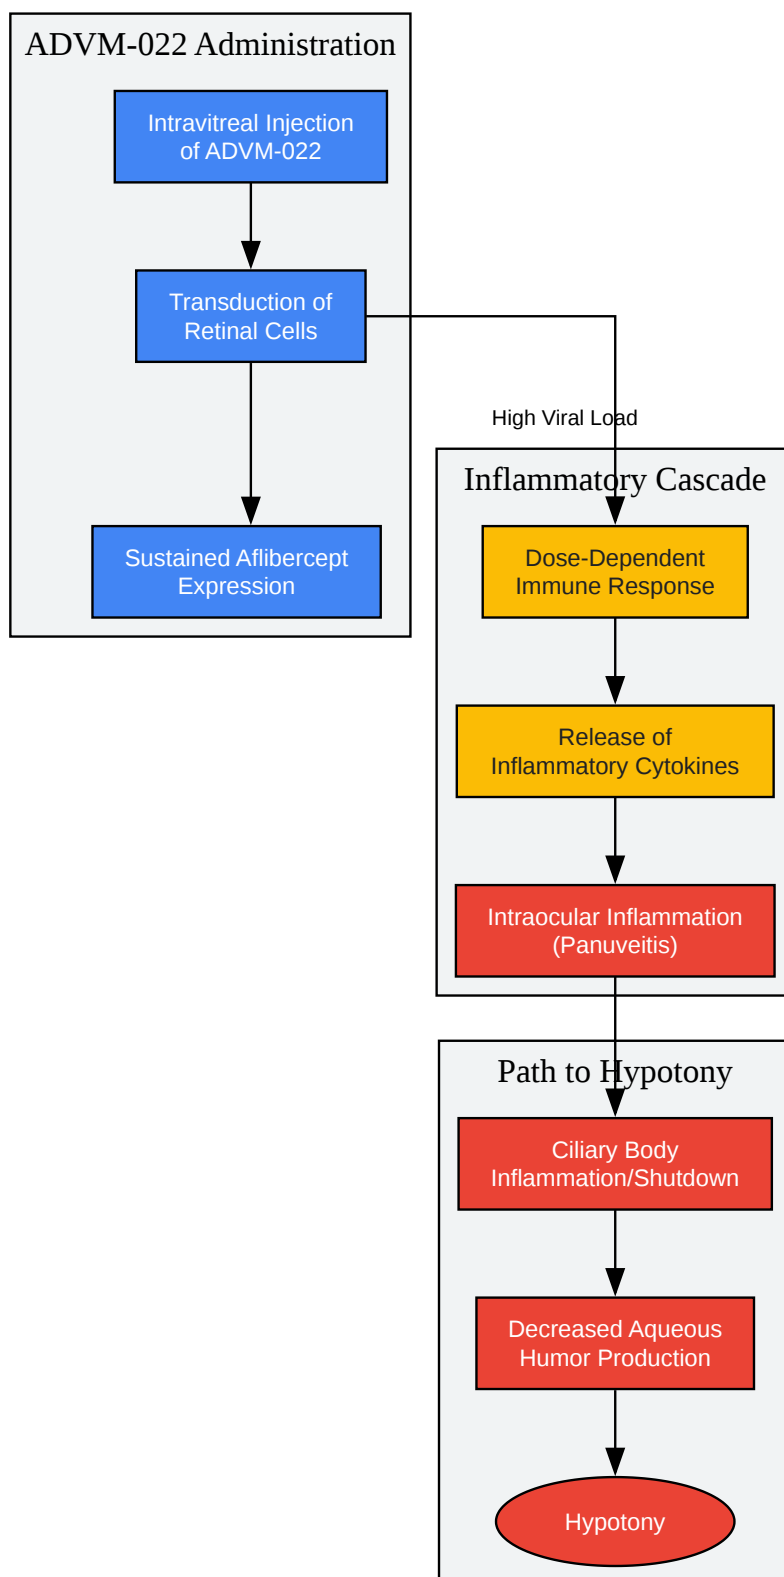 ADVM-022 Administration
Intravitreal Injection
of ADVM-022
Transduction of
Retinal Cells
High Viral Load
Sustained Aflibercept
Expression
Inflammatory Cascade
Dose-Dependent
Immune Response
Release of
Inflammatory Cytokines
Intraocular Inflammation
(Panuveitis)
Path to Hypotony
Ciliary Body
Inflammation/Shutdown
Decreased Aqueous
Humor Production
Hypotony